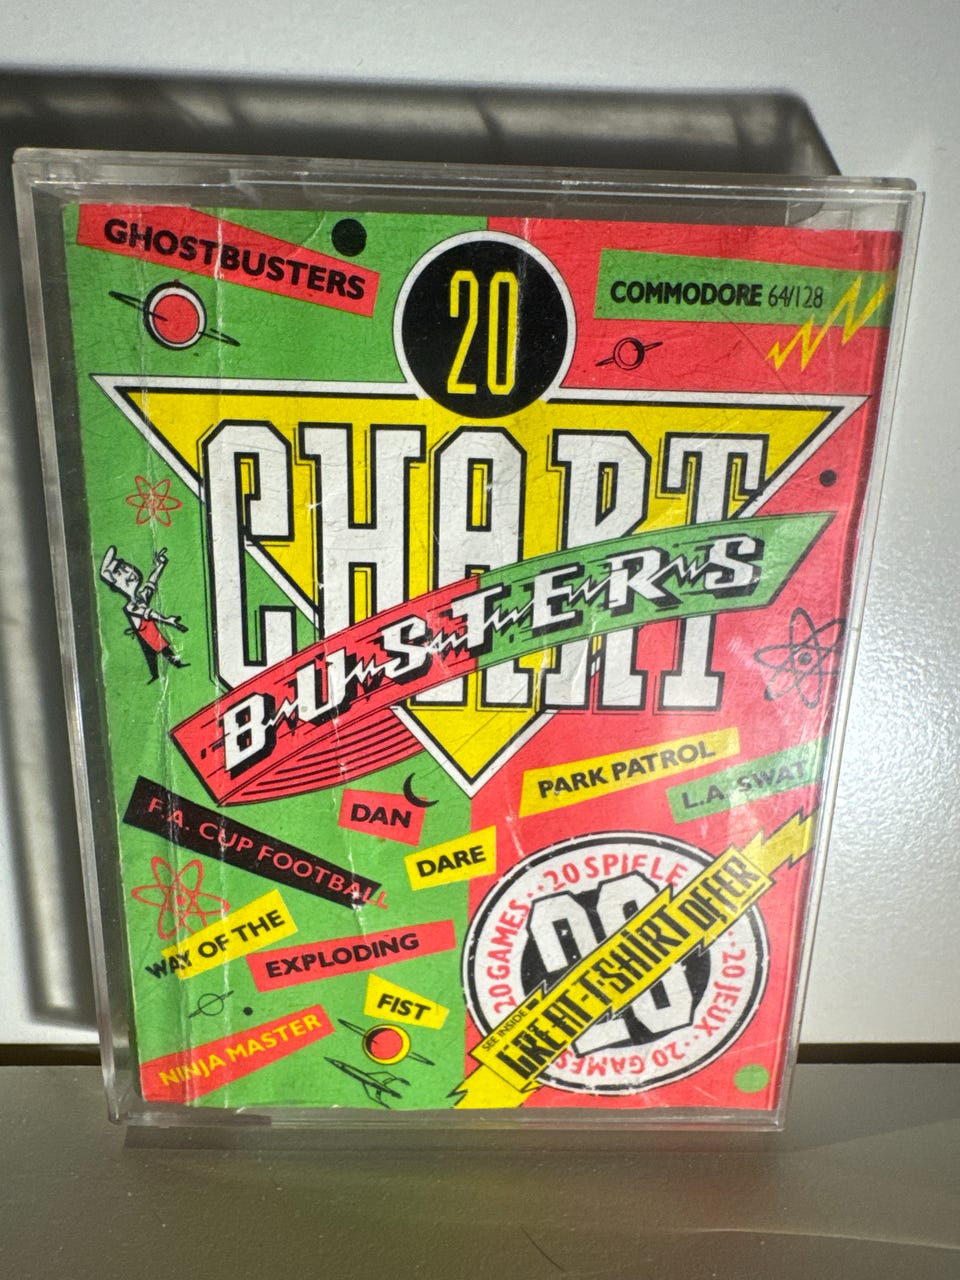 GHOSTBUSTERS
20
COMMODORE 64/128
CHART
BUSTERS
PARK PATROL
L.A. SWAT
DAN
DARE
F.A. CUP FOOTBALL
WAY OF THE
EXPLODING
FIST
NINJA MASTER
20 GAMES··20 SPIELE
··20 JEUX··20 GAMES
20
SEE INSIDE
GREAT·T·SHIRT OFFER